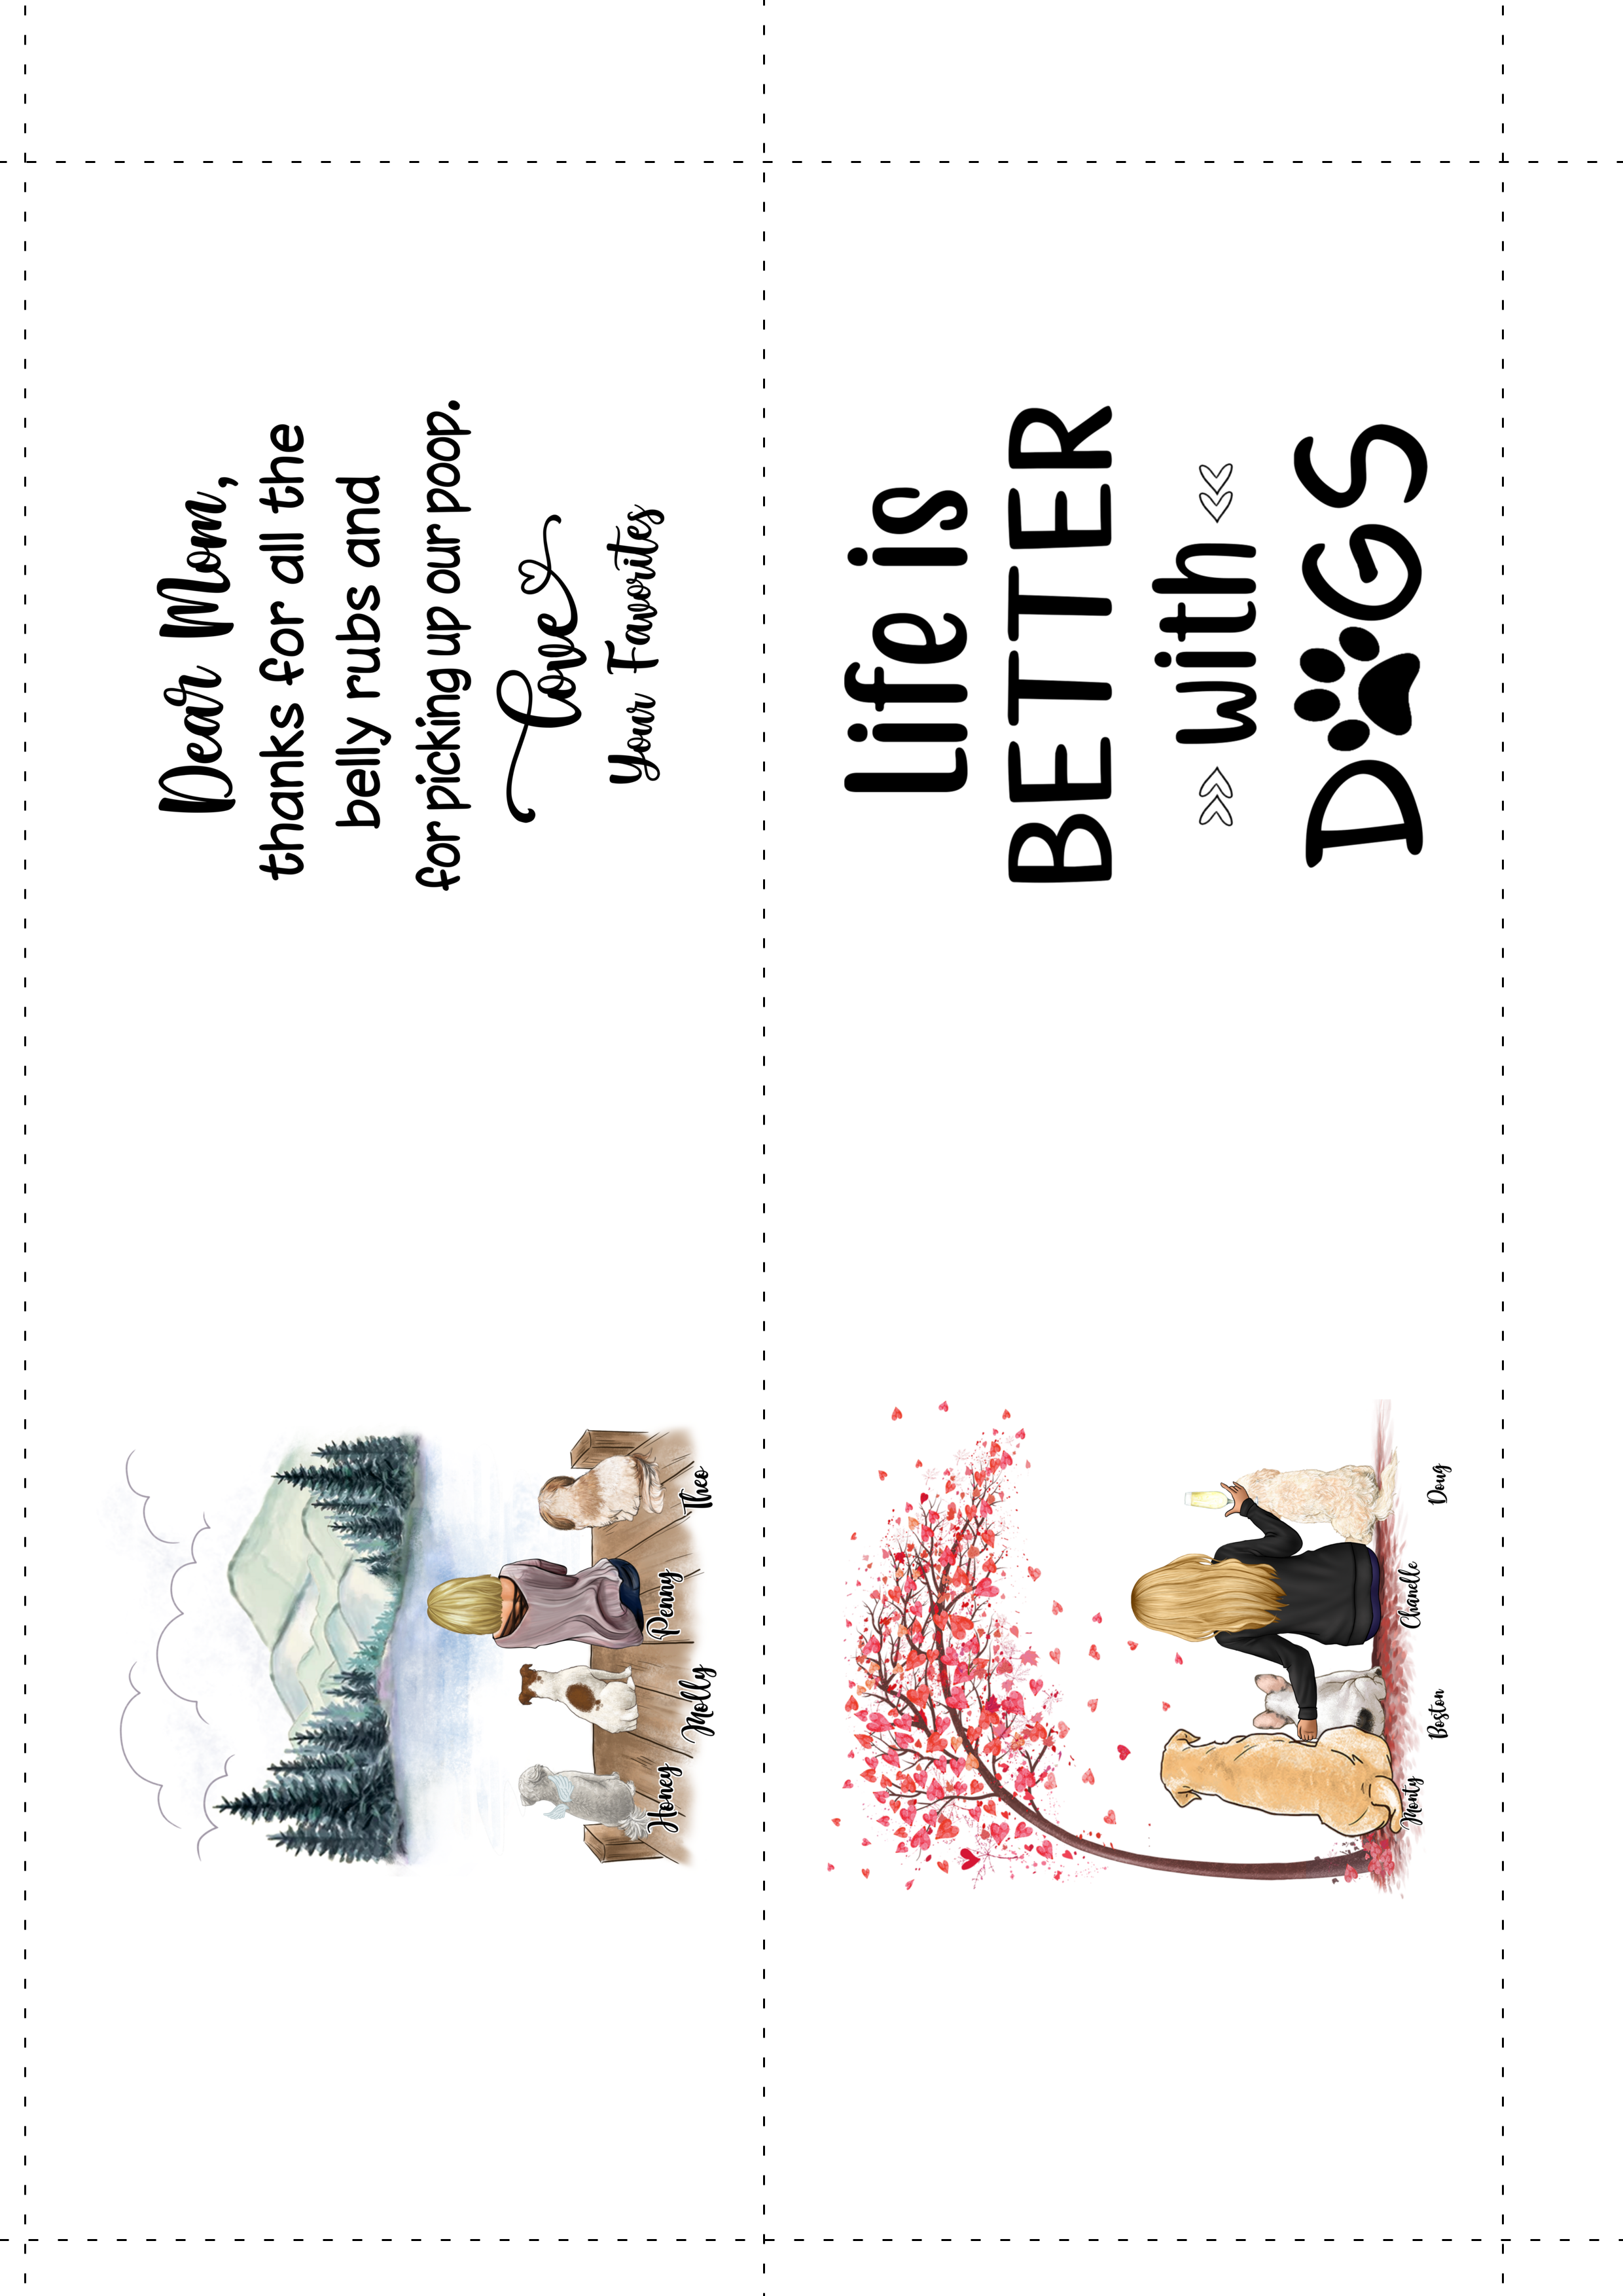 Dear Mom,
thanks for all the
belly rubs and
for picking up our poop.
love
Your Favorites
Honey Molly Penny Theo
Life is
BETTER
with
DOGS
Monty Boston Chanelle Doug